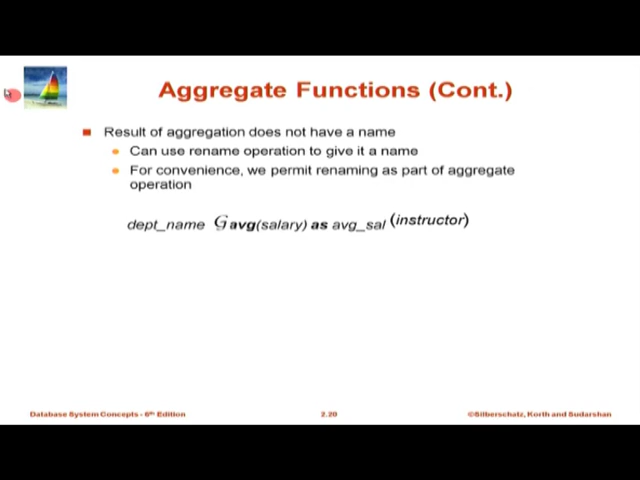 Aggregate Functions (Cont.)
Result of aggregation does not have a name
Can use rename operation to give it a name
For convenience, we permit renaming as part of aggregate
operation
dept_name G avg(salary) as avg_sal (instructor)
Database System Concepts - 6th Edition 2.20 ©Silberschatz, Korth and Sudarshan